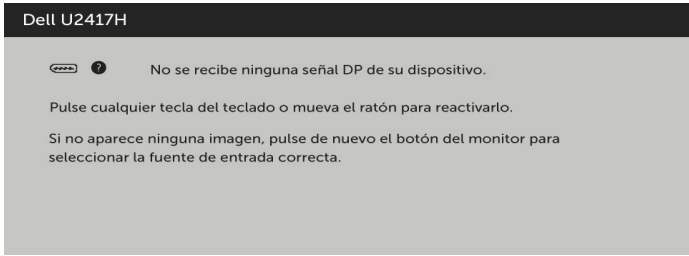 Dell U2417H
No se recibe ninguna señal DP de su dispositivo.
Pulse cualquier tecla del teclado o mueva el ratón para reactivarlo.
Si no aparece ninguna imagen, pulse de nuevo el botón del monitor para
seleccionar la fuente de entrada correcta.